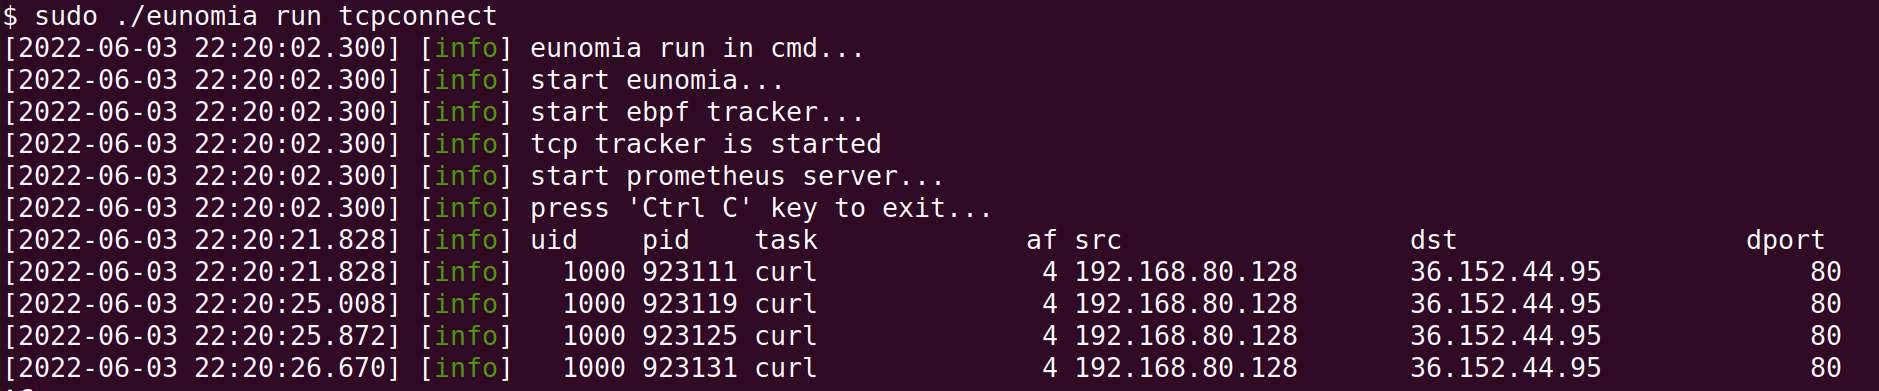 $ sudo ./eunomia run tcpconnect
[2022-06-03 22:20:02.300] [info] eunomia run in cmd...
[2022-06-03 22:20:02.300] [info] start eunomia...
[2022-06-03 22:20:02.300] [info] start ebpf tracker...
[2022-06-03 22:20:02.300] [info] tcp tracker is started
[2022-06-03 22:20:02.300] [info] start prometheus server...
[2022-06-03 22:20:02.300] [info] press 'Ctrl C' key to exit...
[2022-06-03 22:20:21.828] [info] uid    pid    task             af src                  dst                  dport
[2022-06-03 22:20:21.828] [info]   1000 923111 curl              4 192.168.80.128       36.152.44.95             80
[2022-06-03 22:20:25.008] [info]   1000 923119 curl              4 192.168.80.128       36.152.44.95             80
[2022-06-03 22:20:25.872] [info]   1000 923125 curl              4 192.168.80.128       36.152.44.95             80
[2022-06-03 22:20:26.670] [info]   1000 923131 curl              4 192.168.80.128       36.152.44.95             80